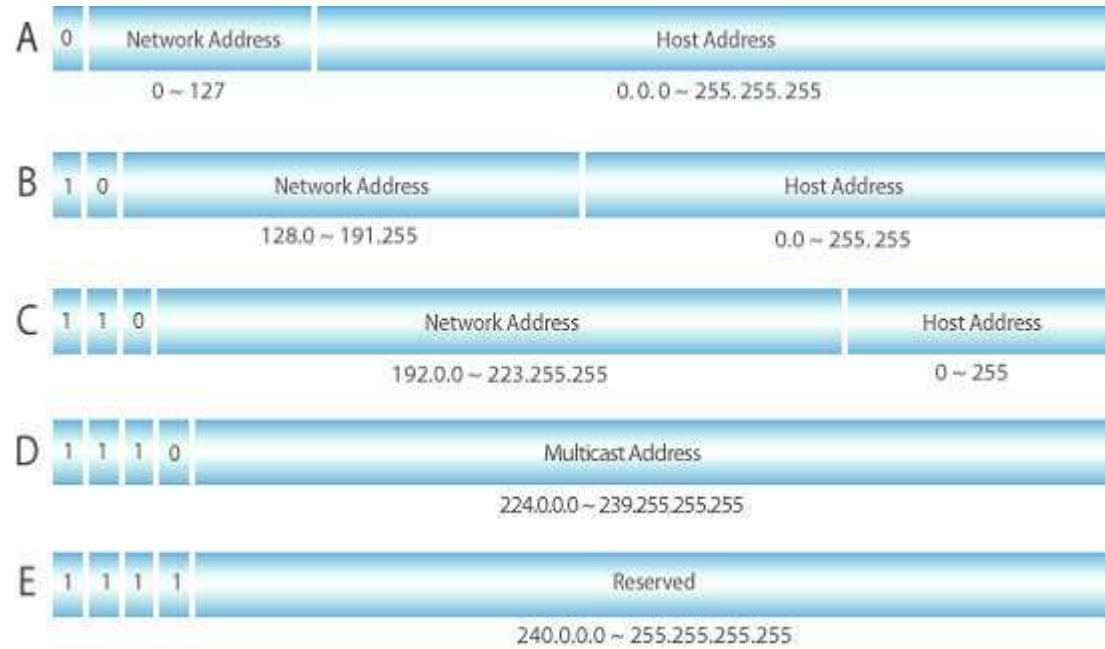 A 0 Network Address Host Address
0 ~ 127 0. 0. 0 ~ 255. 255. 255
B 1 0 Network Address Host Address
128.0 ~ 191.255 0.0 ~ 255. 255
C 1 1 0 Network Address Host Address
192.0.0 ~ 223.255.255 0 ~ 255
D 1 1 1 0 Multicast Address
224.0.0.0 ~ 239.255.255.255
E 1 1 1 1 Reserved
240.0.0.0 ~ 255.255.255.255